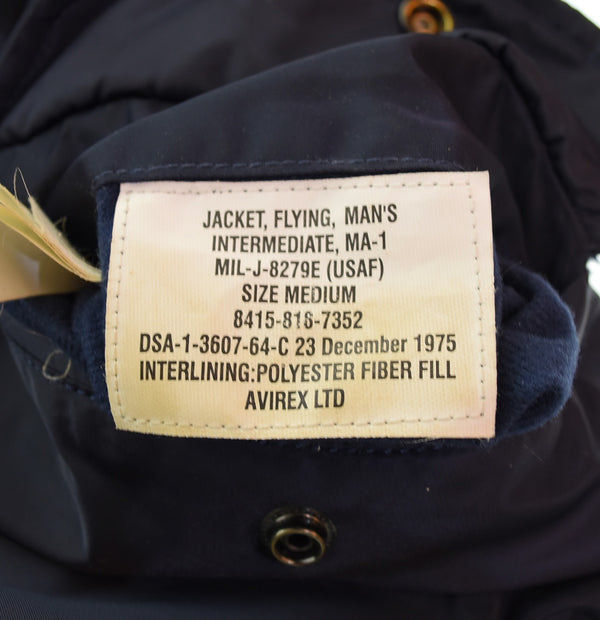 JACKET, FLYING, MAN'S
INTERMEDIATE, MA-1
MIL-J-8279E (USAF)
SIZE MEDIUM
8415-818-7352
DSA-1-3607-64-C 23 December 1975
INTERLINING:POLYESTER FIBER FILL
AVIREX LTD